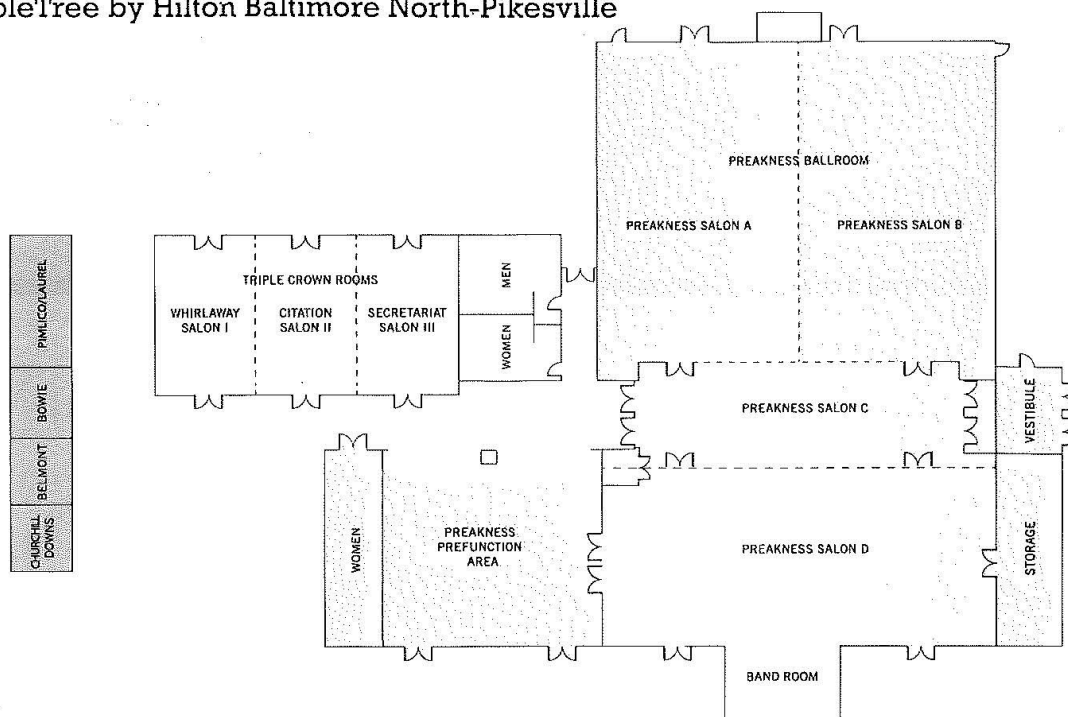 by Hilton Baltimore North-Pikesville
PREAKNESS BALLROOM
PREAKNESS SALON A
PREAKNESS SALON B
TRIPLE CROWN ROOMS
WHIRLAWAY
SALON I
CITATION
SALON II
SECRETARIAT
SALON III
MEN
WOMEN
PIMLICO/LAUREL
BOWIE
BELMONT
CHURCHILL
DOWNS
PREAKNESS SALON C
VESTIBULE
WOMEN
PREAKNESS
PREFUNCTION
AREA
PREAKNESS SALON D
STORAGE
BAND ROOM